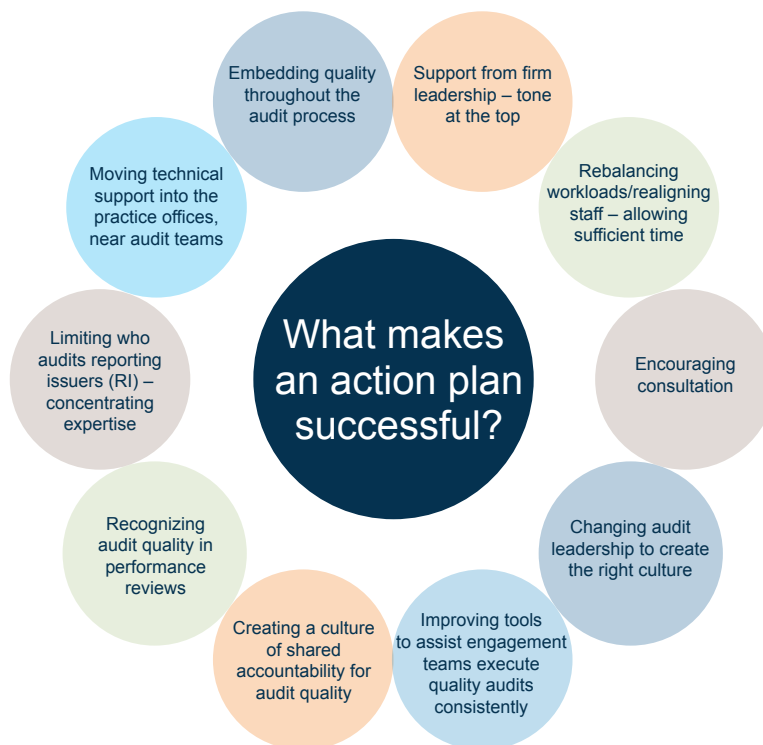 What makes
an action plan
successful?
Support from firm
leadership – tone
at the top
Rebalancing
workloads/realigning
staff – allowing
sufficient time
Encouraging
consultation
Changing audit
leadership to create
the right culture
Improving tools
to assist engagement
teams execute
quality audits
consistently
Creating a culture
of shared
accountability for
audit quality
Recognizing
audit quality in
performance
reviews
Limiting who
audits reporting
issuers (RI) –
concentrating
expertise
Moving technical
support into the
practice offices,
near audit teams
Embedding quality
throughout the
audit process